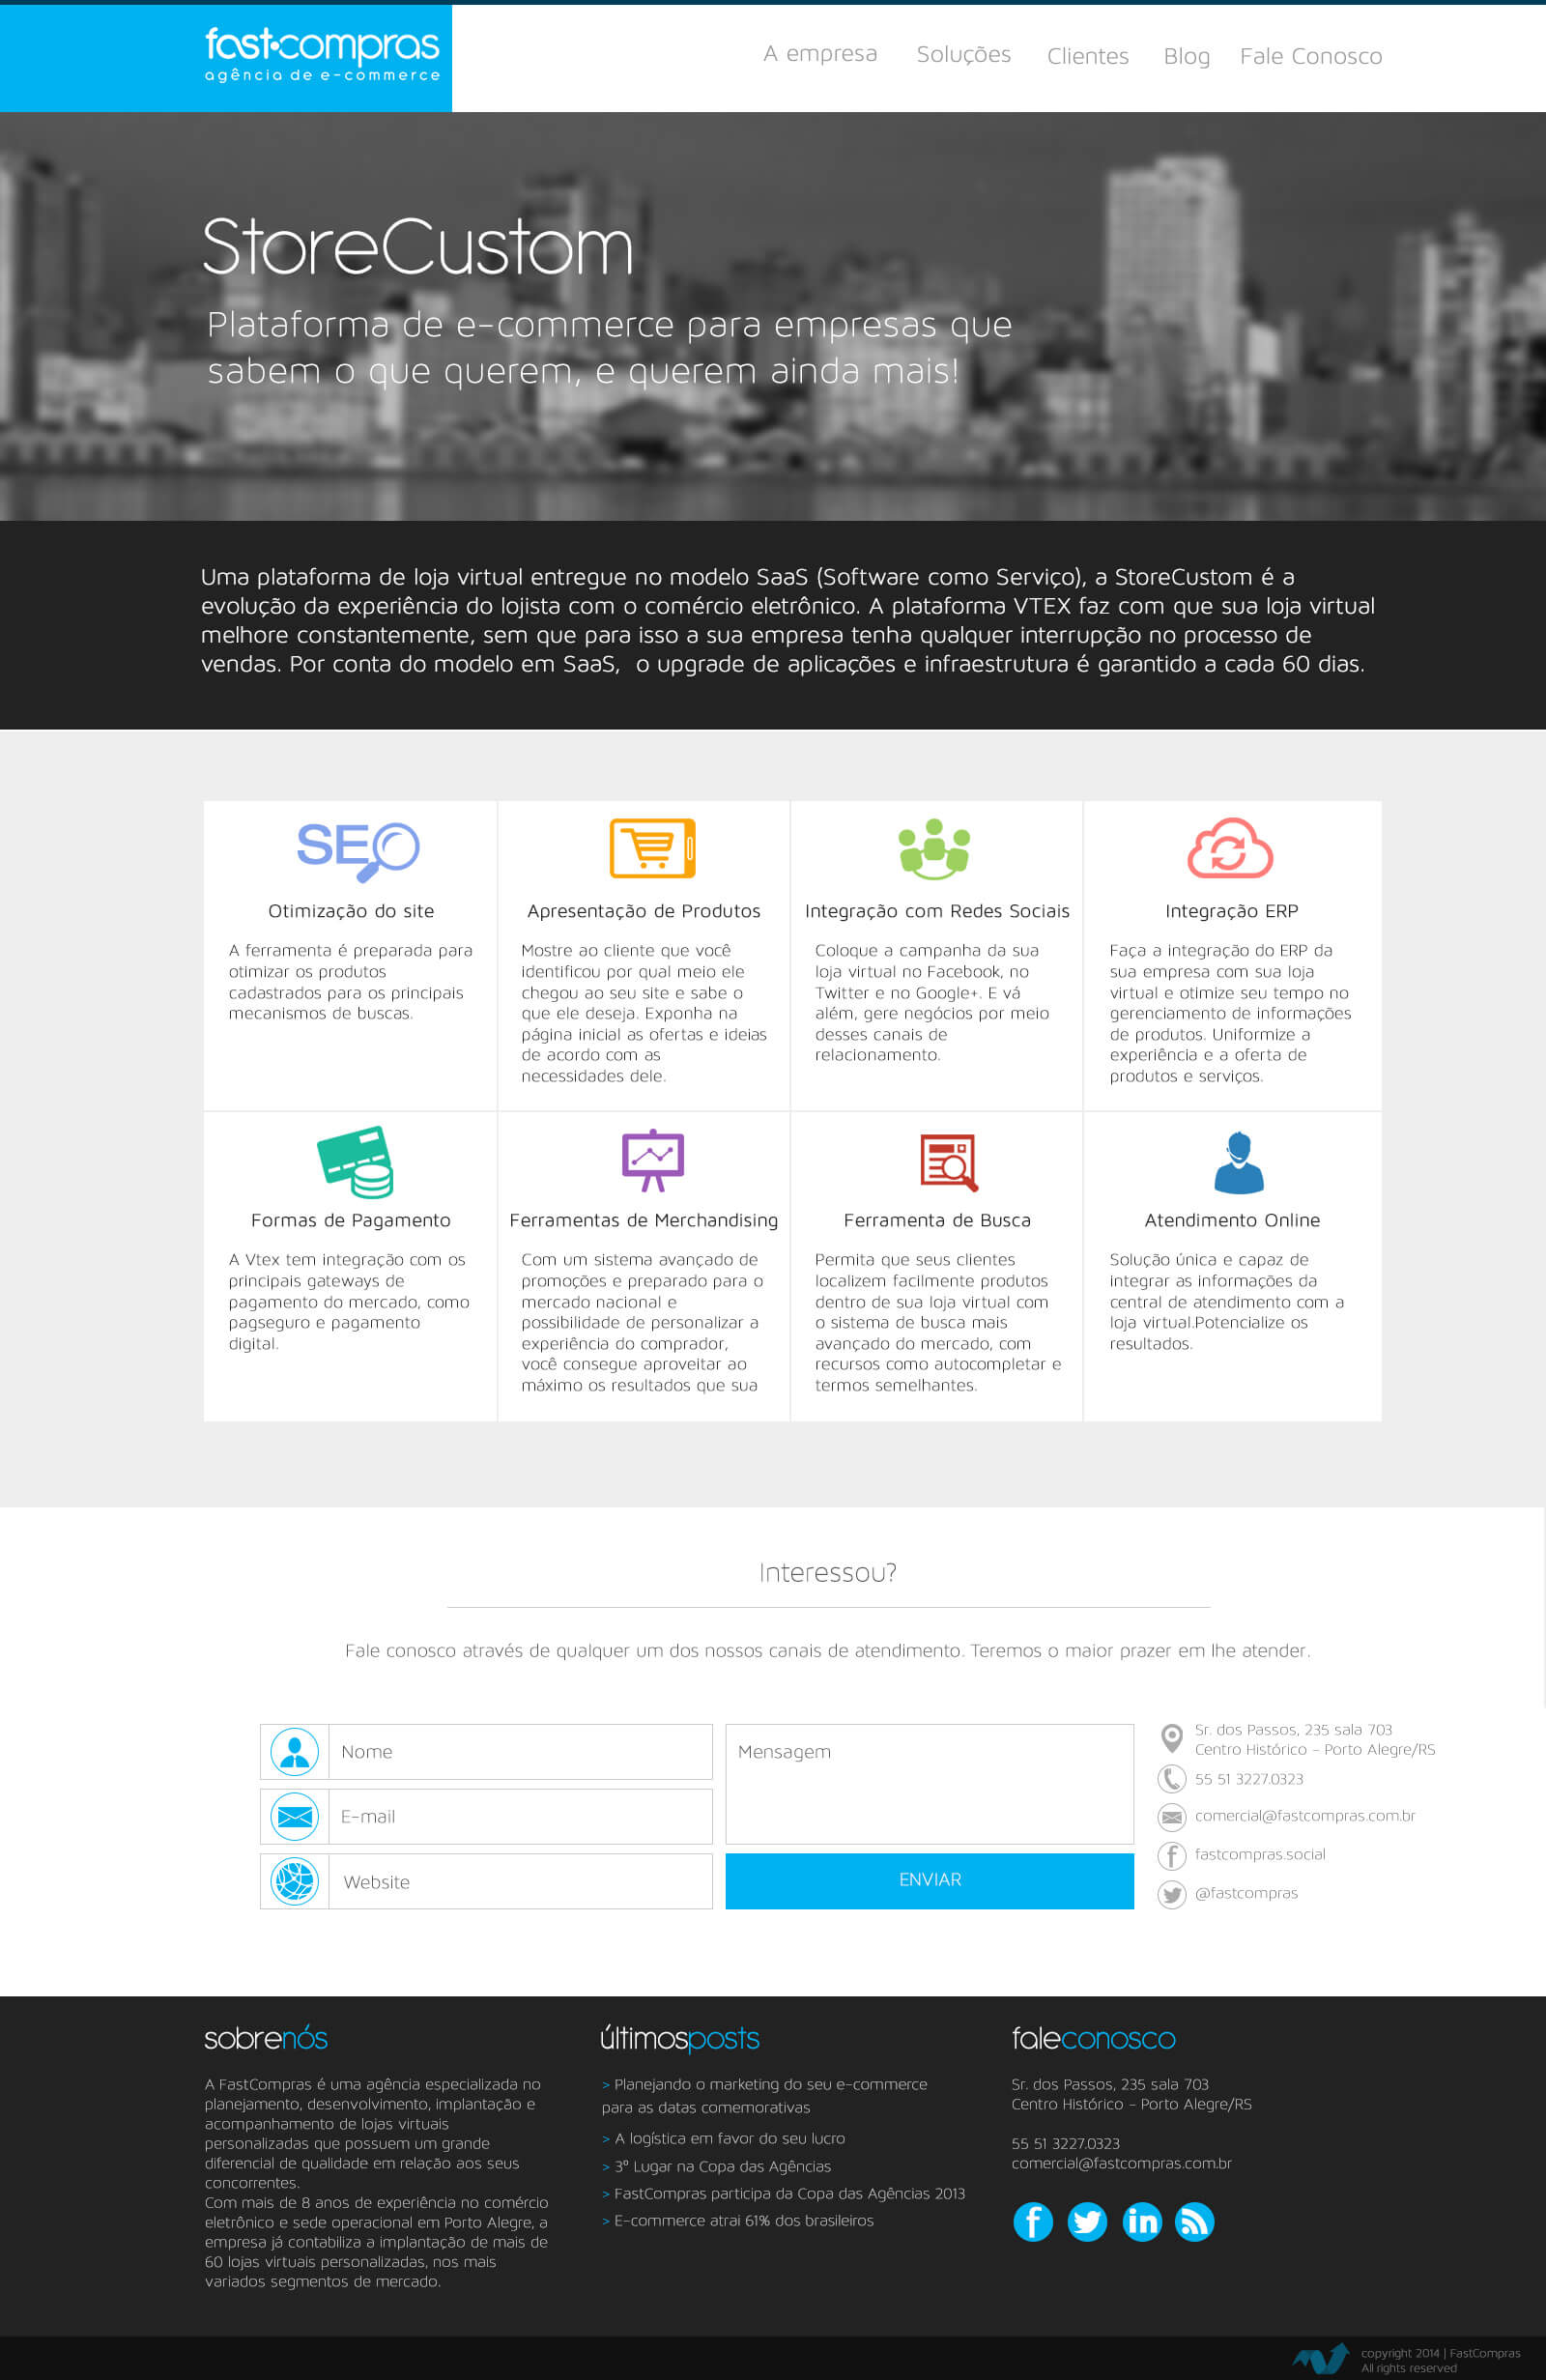 fast•compras
agência de e-commerce
A empresa Soluções Clientes Blog Fale Conosco
StoreCustom
Plataforma de e-commerce para empresas que
sabem o que querem, e querem ainda mais!
Uma plataforma de loja virtual entregue no modelo SaaS (Software como Serviço), a StoreCustom é a
evolução da experiência do lojista com o comércio eletrônico. A plataforma VTEX faz com que sua loja virtual
melhore constantemente, sem que para isso a sua empresa tenha qualquer interrupção no processo de
vendas. Por conta do modelo em SaaS, o upgrade de aplicações e infraestrutura é garantido a cada 60 dias.
SEO
Otimização do site
A ferramenta é preparada para
otimizar os produtos
cadastrados para os principais
mecanismos de buscas.
Apresentação de Produtos
Mostre ao cliente que você
identificou por qual meio ele
chegou ao seu site e sabe o
que ele deseja. Exponha na
página inicial as ofertas e ideias
de acordo com as
necessidades dele.
Integração com Redes Sociais
Coloque a campanha da sua
loja virtual no Facebook, no
Twitter e no Google+. E vá
além, gere negócios por meio
desses canais de
relacionamento.
Integração ERP
Faça a integração do ERP da
sua empresa com sua loja
virtual e otimize seu tempo no
gerenciamento de informações
de produtos. Uniformize a
experiência e a oferta de
produtos e serviços.
Formas de Pagamento
A Vtex tem integração com os
principais gateways de
pagamento do mercado, como
pagseguro e pagamento
digital.
Ferramentas de Merchandising
Com um sistema avançado de
promoções e preparado para o
mercado nacional e
possibilidade de personalizar a
experiência do comprador,
você consegue aproveitar ao
máximo os resultados que sua
Ferramenta de Busca
Permita que seus clientes
localizem facilmente produtos
dentro de sua loja virtual com
o sistema de busca mais
avançado do mercado, com
recursos como autocompletar e
termos semelhantes.
Atendimento Online
Solução única e capaz de
integrar as informações da
central de atendimento com a
loja virtual.Potencialize os
resultados.
Interessou?
Fale conosco através de qualquer um dos nossos canais de atendimento. Teremos o maior prazer em lhe atender.
Nome
E-mail
Website
Mensagem
ENVIAR
Sr. dos Passos, 235 sala 703
Centro Histórico - Porto Alegre/RS
55 51 3227.0323
comercial@fastcompras.com.br
fastcompras.social
@fastcompras
sobrenós
A FastCompras é uma agência especializada no
planejamento, desenvolvimento, implantação e
acompanhamento de lojas virtuais
personalizadas que possuem um grande
diferencial de qualidade em relação aos seus
concorrentes.
Com mais de 8 anos de experiência no comércio
eletrônico e sede operacional em Porto Alegre, a
empresa já contabiliza a implantação de mais de
60 lojas virtuais personalizadas, nos mais
variados segmentos de mercado.
últimosposts
> Planejando o marketing do seu e-commerce
para as datas comemorativas
> A logística em favor do seu lucro
> 3º Lugar na Copa das Agências
> FastCompras participa da Copa das Agências 2013
> E-commerce atrai 61% dos brasileiros
faleconosco
Sr. dos Passos, 235 sala 703
Centro Histórico - Porto Alegre/RS
55 51 3227.0323
comercial@fastcompras.com.br
copyright 2014 | FastCompras
All rights reserved